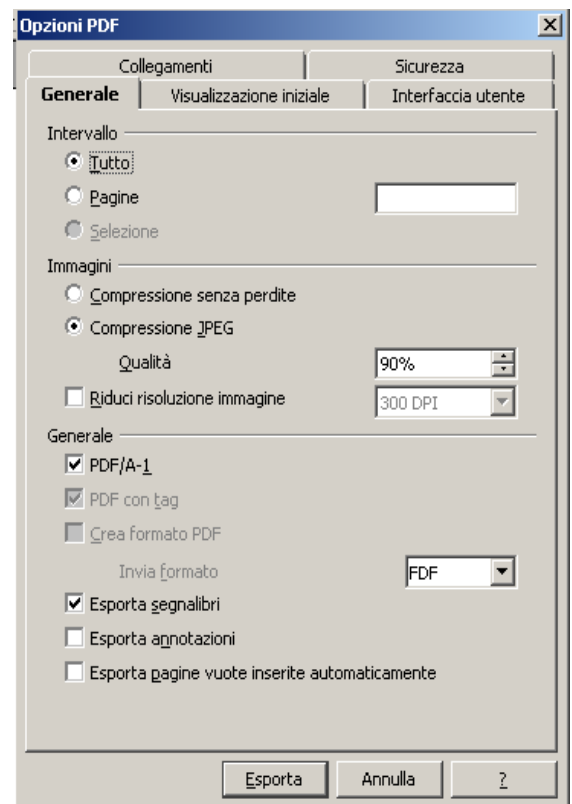 Opzioni PDF
Collegamenti Sicurezza
Generale Visualizzazione iniziale Interfaccia utente
Intervallo
Tutto
Pagine
Selezione
Immagini
Compressione senza perdite
Compressione JPEG
Qualità 90%
Riduci risoluzione immagine 300 DPI
Generale
PDF/A-1
PDF con tag
Crea formato PDF
Invia formato FDF
Esporta segnalibri
Esporta annotazioni
Esporta pagine vuote inserite automaticamente
Esporta Annulla ?